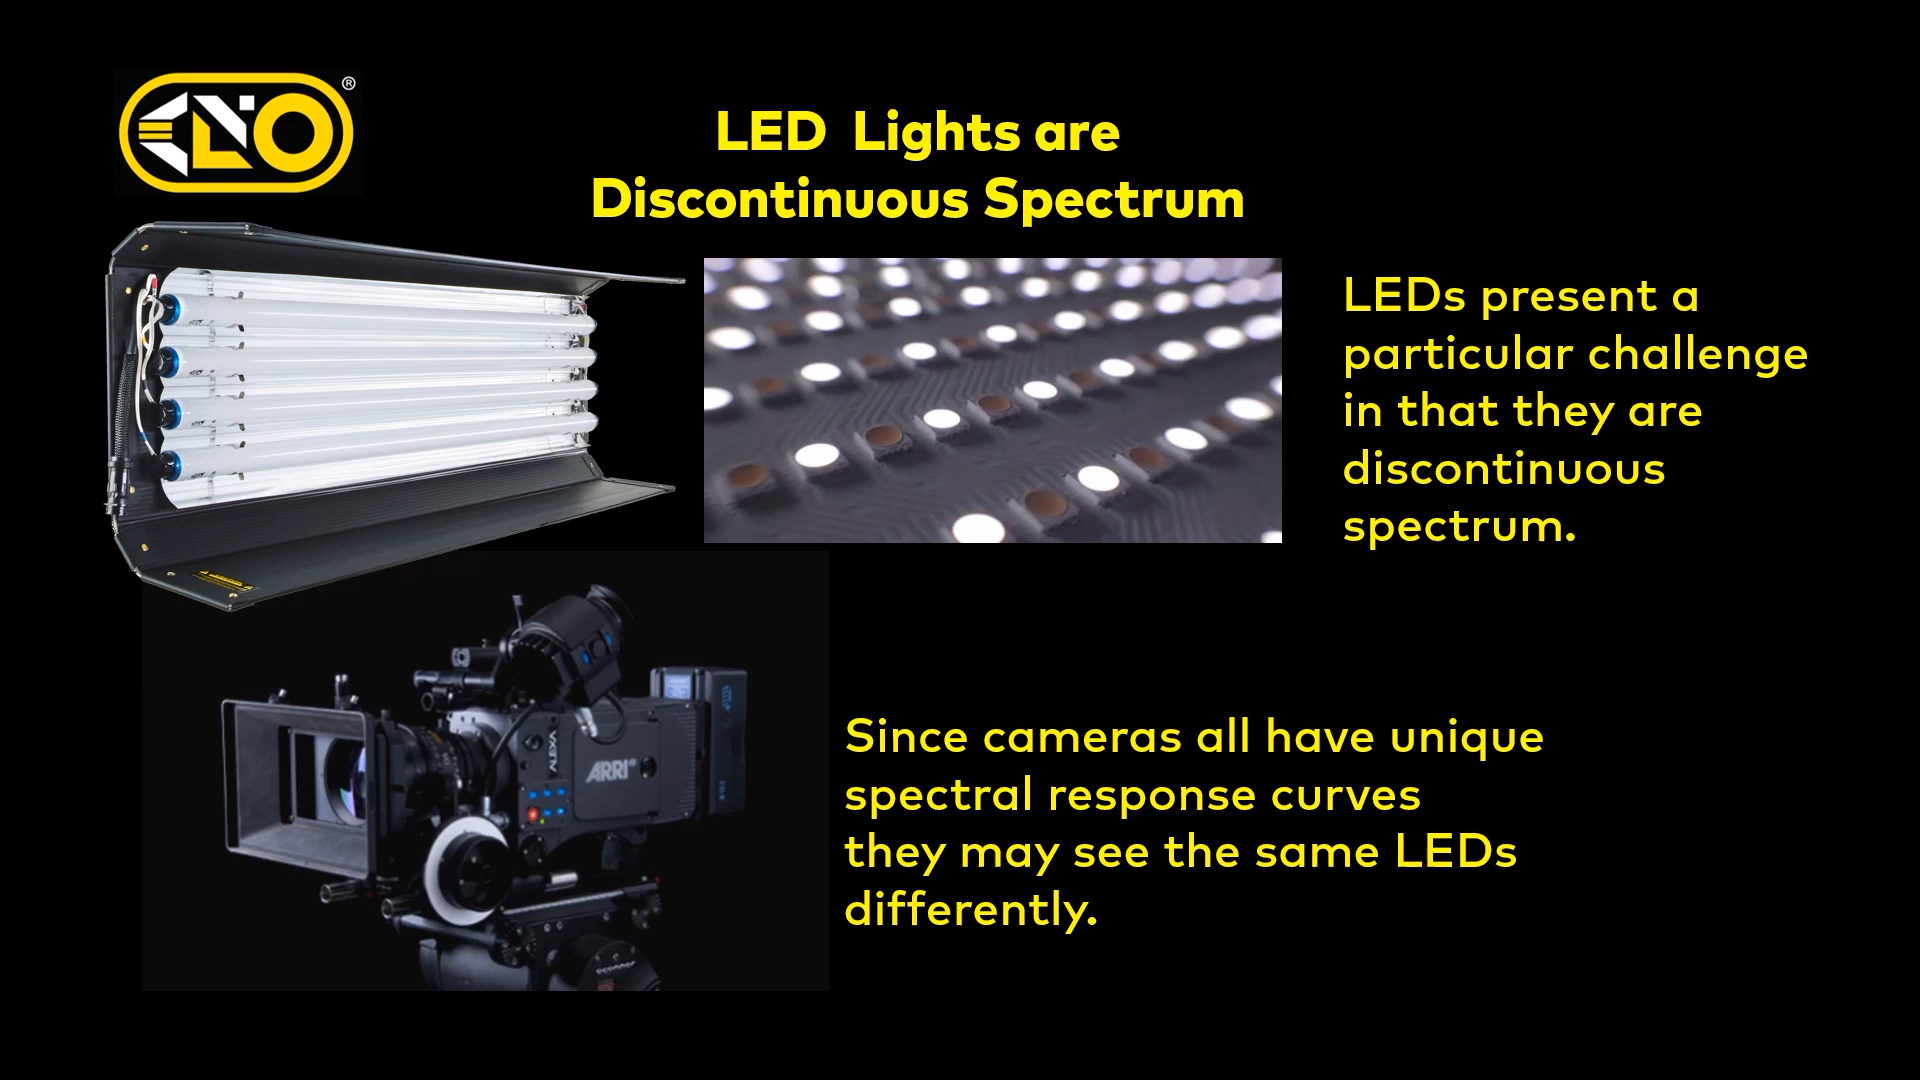 KINO
®
LED  Lights are
Discontinuous Spectrum
LEDs present a
particular challenge
in that they are
discontinuous
spectrum.
ALEXA
ARRI
Since cameras all have unique
spectral response curves
they may see the same LEDs
differently.